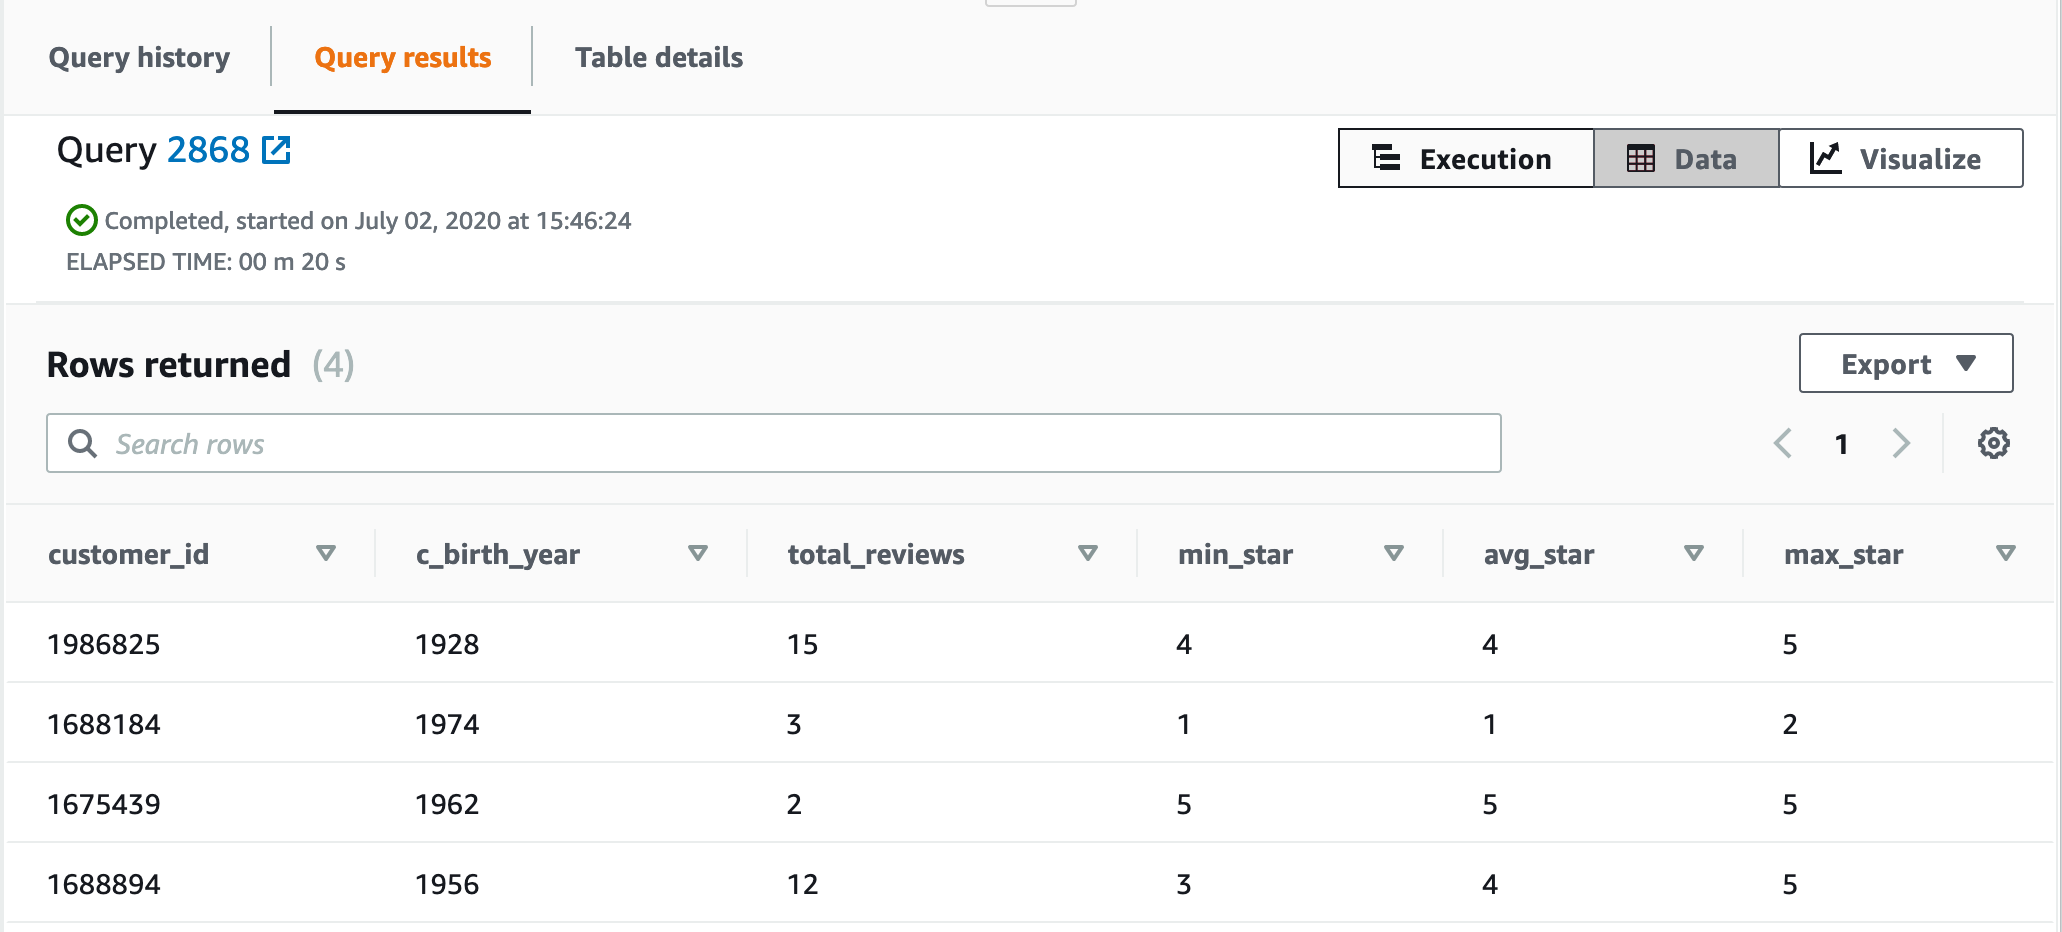 Query history Query results Table details
Query 2868 Execution Data Visualize
Completed, started on July 02, 2020 at 15:46:24
ELAPSED TIME: 00 m 20 s
Rows returned (4) Export
Search rows 1
customer_id c_birth_year total_reviews min_star avg_star max_star
1986825 1928 15 4 4 5
1688184 1974 3 1 1 2
1675439 1962 2 5 5 5
1688894 1956 12 3 4 5